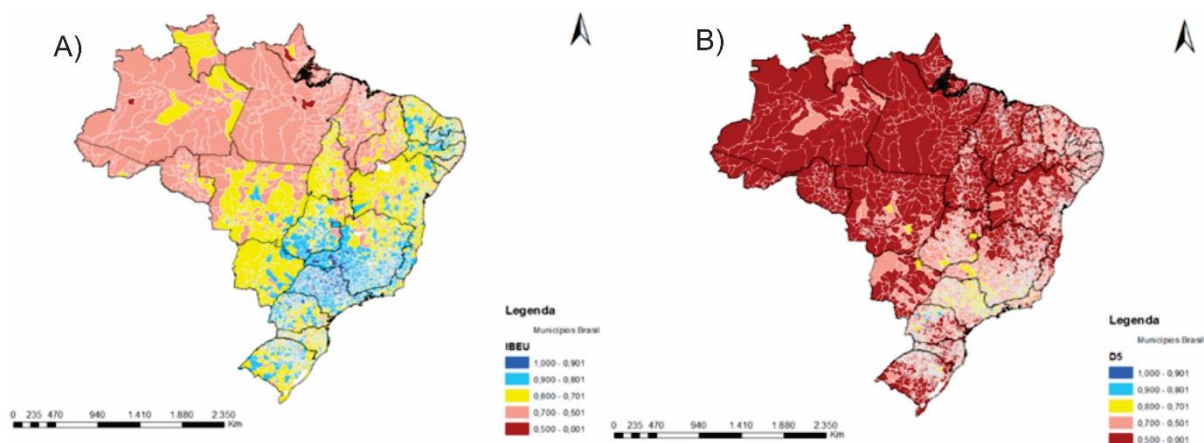 A)
Legenda
Municípios Brasil
IBEU
1,000 - 0,901
0,900 - 0,801
0,800 - 0,701
0,700 - 0,501
0,500 - 0,001
0 235 470 940 1.410 1.880 2.350
Km
B)
Legenda
Municípios Brasil
D5
1,000 - 0,901
0,900 - 0,801
0,800 - 0,701
0,700 - 0,501
0,500 - 0,001
0 235 470 940 1.410 1.880 2.350
Km